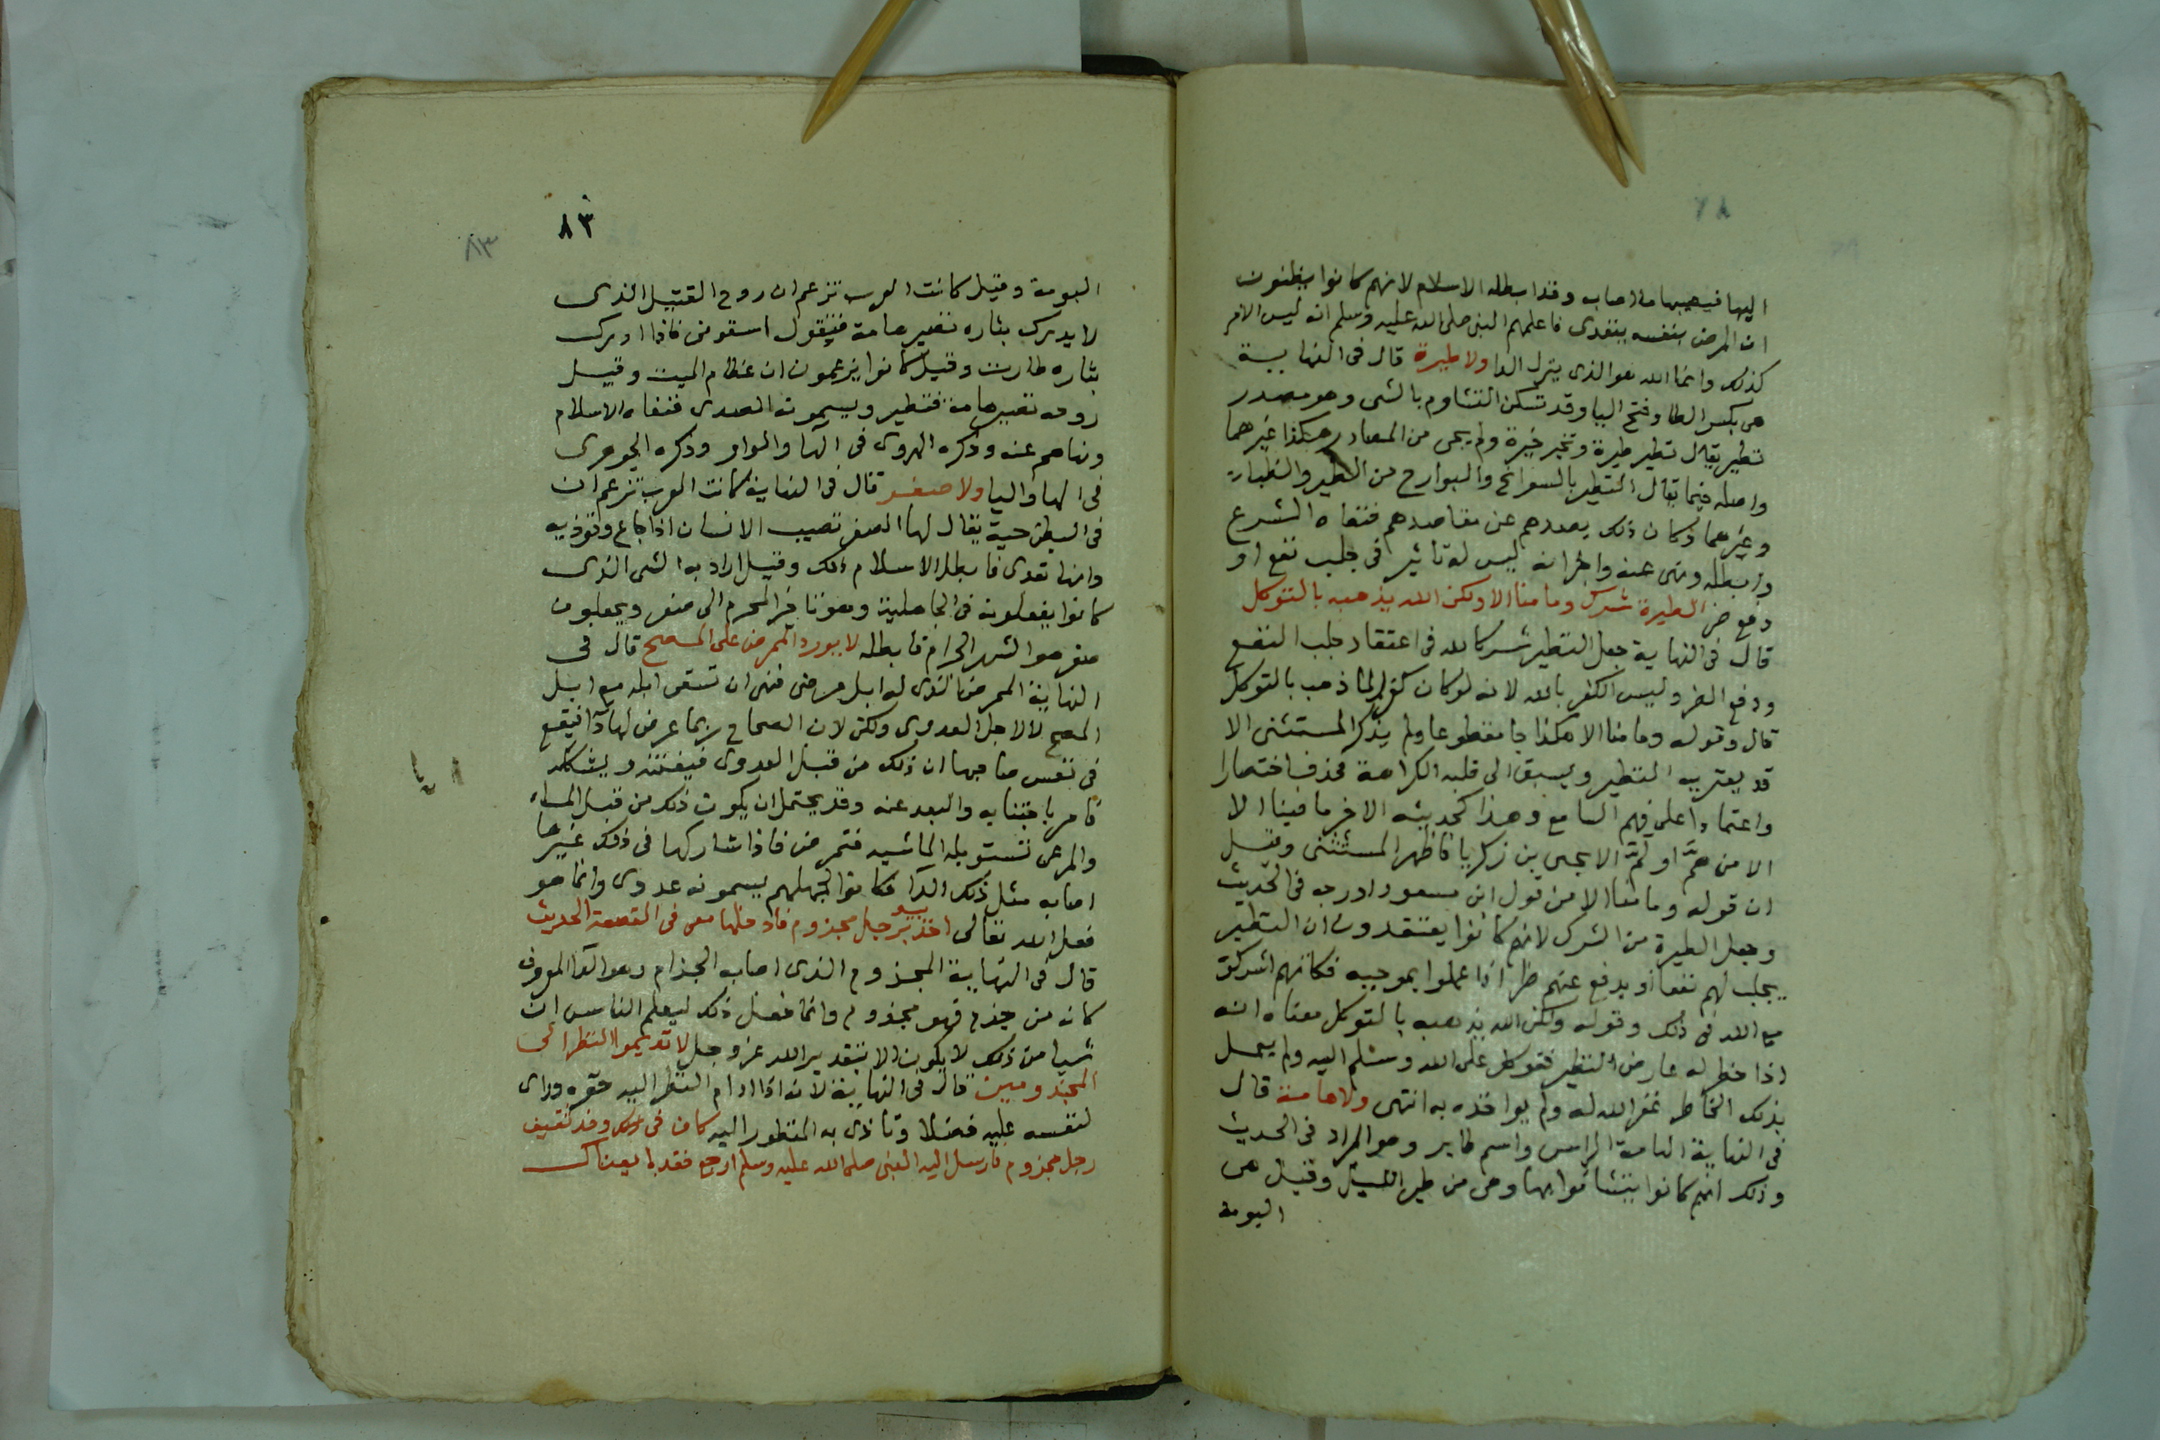 ٧٨
اليها فيصيبها ما اصابه وقد ابطله الاسلام لانهم كانوا يظنون
ان المرض بنفسه يتعدى فاعلمهم النبي صلى الله عليه وسلم انه ليس الامر
كذلك وانما الله هو الذي ينزل الدا ولا طيرة قال في النهاية
هي بكسر الطا وفتح اليا وقد تسكن التشاوم بالشي وهو مصدر
تطير يقال تطير طيرة وتخير خيرة ولم يجي من المصادر هكذا غيرهما
واصله فيما يقال التطير بالسوانح والبوارح من الطير والظبا
وغيرهما وكان ذلك يصدهم عن مقاصدهم فنفاه الشرع
وابطله ونهى عنه واخبر انه ليس له تاثير في جلب نفع او
دفع ضر الطيرة شرك وما منا الا ولكن الله يذهبه بالتوكل
قال في النهاية جعل التطير شركا لله في اعتقاد جلب النفع
ودفع الضر وليس الكفر بالله لانه لو كان كفرا لما ذهب بالتوكل
قال وقوله وما منا الا هكذا جا مقطوعا ولم يذكر المستثنى الا
قد يعتريه التطير ويسبق الى قلبه الكراهة فحذف اختصارا
واعتمادا على فهم السامع وهذا كحديثه الاخر ما فينا الا
الا من هم او لم الا يحيى بن زكريا فاظهر المستثنى وقيل
ان قوله وما منا الا من قول ابن مسعود ادرجه في الحديث
وجعل الطيرة من الشرك لانهم كانوا يعتقدون ان التطير
يجلب لهم نفعا او يدفع عنهم ضرا اذا عملوا بموجبه فكانهم اشركوه
مع الله في ذلك وقوله ولكن الله يذهبه بالتوكل معناه انه
اذا خطر له عارض التطير فتوكل على الله وسلم اليه ولم يعمل
بذلك الخاطر غفر الله له ولم يواخذه به انتهى ولا هامة قال
في النهاية الهامة الراس واسم طاير وهو المراد في الحديث
وذلك انهم كانوا يتشاموا بها وهي من طير الليل وقيل هي
البومة
٨٣
٨٣
البومة وقيل كانت العرب تزعم ان روح القتيل الذي
لا يدرك بثاره تصير هامة فتقول اسقوني فاذا ادرك
بثاره طارت وقيل كانوا يزعمون ان عظام الميت وقيل
روحه تصير هامة فتطير ويسمونه الصدى فنفاه الاسلام
ونهاهم عنه وذكره الهروي في الها والواو وذكره الجوهري
في الها واليا ولا صفر قال في النهاية كانت العرب تزعم ان
في البطن حية يقال لها الصفر تصيب الانسان اذا جاع وتوذيه
وانها تعدي فابطل الاسلام ذلك وقيل اراد به الشي الذي
كانوا يفعلونه في الجاهلية وهو تاخير المحرم الى صفر ويجعلون
صفر هو الشهر الحرام فابطله لا يورد الممرض على المصح قال في
النهاية الممرض الذي له ابل مرضى فنهى ان تسقى ابله مع ابل
المصح لا لاجل العدوى ولكن لان الصحاح ربما عرض لها دآ فيقع
في نفس صاحبها ان ذلك من قبل العدوى فيفتنه ويشككه
فامر باجتنابه والبعد عنه وقد يحتمل ان يكون ذلك من قبل الماء
والمرعى تستوبله الماشيه فتمرض فاذا شاركها في ذلك غيرها
اصابه مثل ذلك الدآ فكانوا لجهلهم يسمونه عدوى وانما هو
فعل الله تعالى اخذ بيد رجل مجذوم فادخلها معه في القصعة الحديث
قال في النهاية المجذوم الذي اصابه الجذام وهو الدآ المعروف
كانه من جذم فهو مجذوم وانما فعل ذلك ليعلم الناس ان
شيا من ذلك لا يكون الا بتقدير الله عز وجل لا تديموا النظر الى
المجذومين قال في النهاية لانه اذا ادام النظر اليه حقره وراى
لنفسه عليه فضلا وتاذى به المنظور اليه كان في وفد ثقيف
رجل مجذوم فارسل اليه النبي صلى الله عليه وسلم ارجع فقد بايعناك